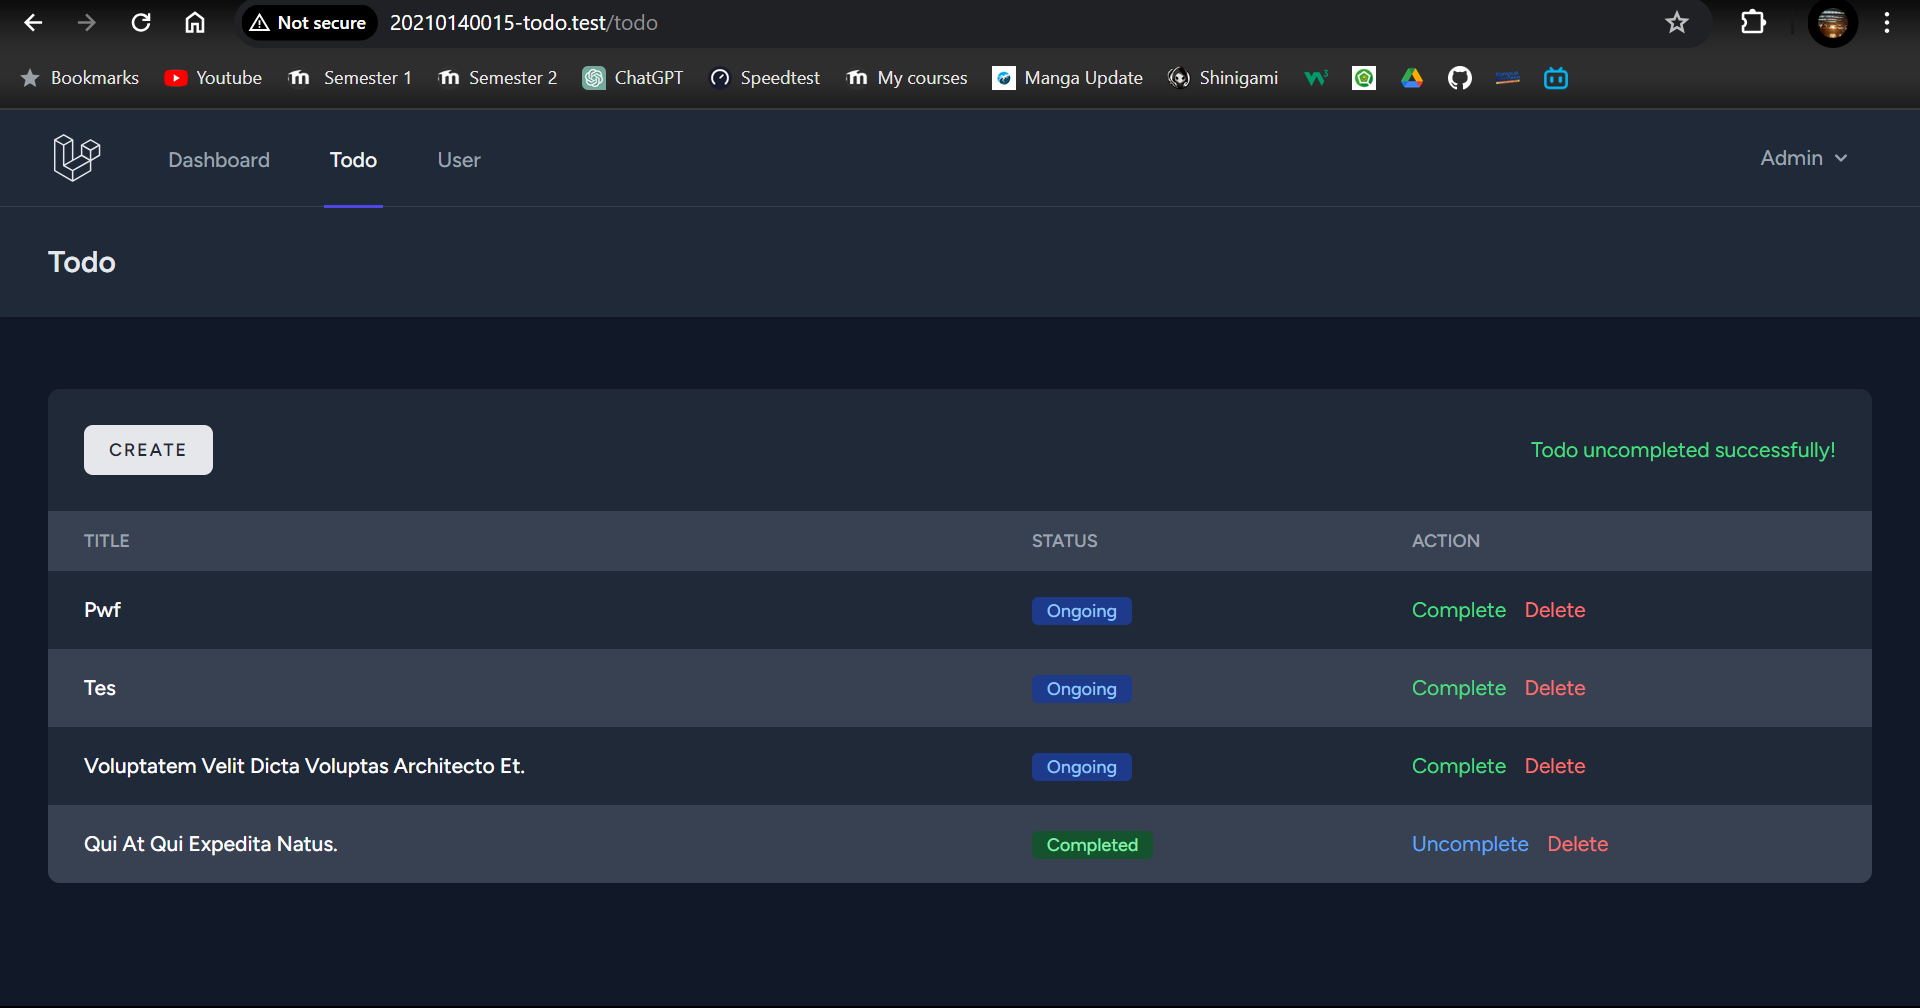 Not secure 20210140015-todo.test/todo
Bookmarks Youtube Semester 1 Semester 2 ChatGPT Speedtest My courses Manga Update Shinigami
Dashboard Todo User Admin
Todo
CREATE Todo uncompleted successfully!
TITLE STATUS ACTION
Pwf Ongoing Complete Delete
Tes Ongoing Complete Delete
Voluptatem Velit Dicta Voluptas Architecto Et. Ongoing Complete Delete
Qui At Qui Expedita Natus. Completed Uncomplete Delete